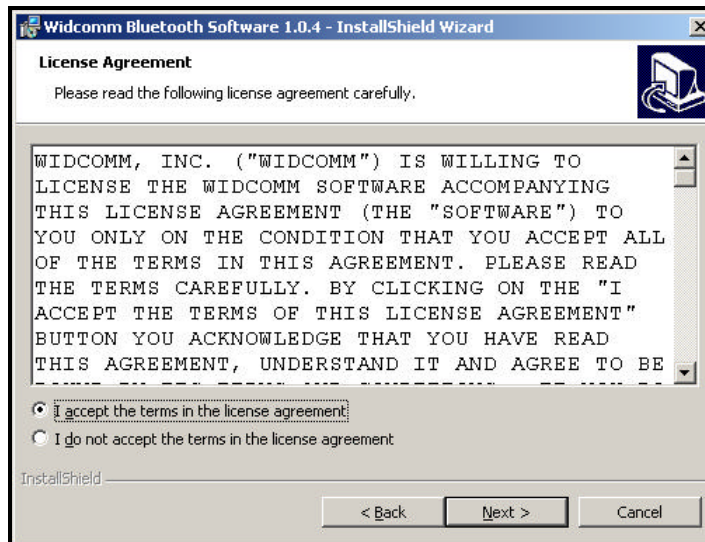 Widcomm Bluetooth Software 1.0.4 - InstallShield Wizard
License Agreement
Please read the following license agreement carefully.
WIDCOMM, INC. ("WIDCOMM") IS WILLING TO
LICENSE THE WIDCOMM SOFTWARE ACCOMPANYING
THIS LICENSE AGREEMENT (THE "SOFTWARE") TO
YOU ONLY ON THE CONDITION THAT YOU ACCEPT ALL
OF THE TERMS IN THIS AGREEMENT. PLEASE READ
THE TERMS CAREFULLY. BY CLICKING ON THE "I
ACCEPT THE TERMS OF THIS LICENSE AGREEMENT"
BUTTON YOU ACKNOWLEDGE THAT YOU HAVE READ
THIS AGREEMENT, UNDERSTAND IT AND AGREE TO BE
I accept the terms in the license agreement
I do not accept the terms in the license agreement
InstallShield
< Back Next > Cancel